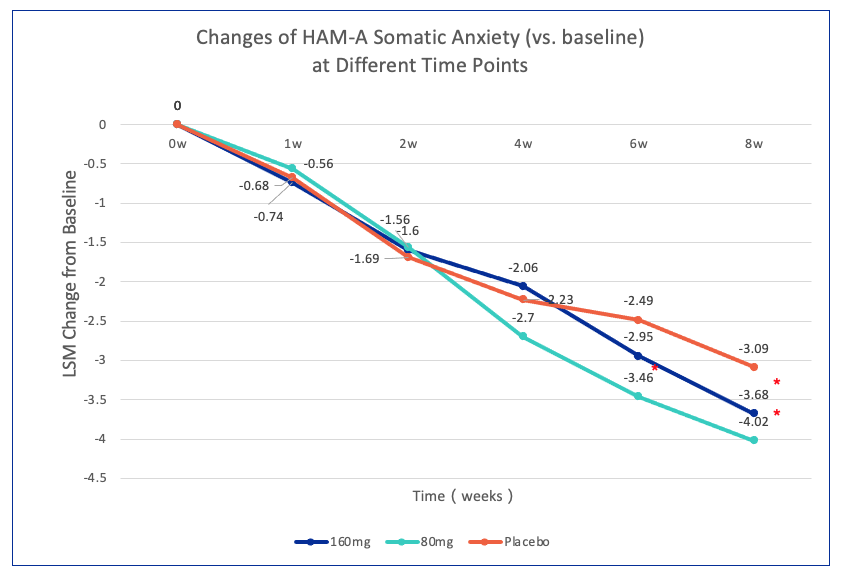 Changes of HAM-A Somatic Anxiety (vs. baseline)
at Different Time Points
LSM Change from Baseline
0
0
-0.5
-1
-1.5
-2
-2.5
-3
-3.5
-4
-4.5
0w
1w
2w
4w
6w
8w
-0.56
-0.68
-0.74
-1.56
-1.6
-1.69
-2.06
-2.23
-2.7
-2.49
-2.95
*
-3.46
-3.09
*
-3.68
*
-4.02
Time ( weeks )
160mg 80mg Placebo